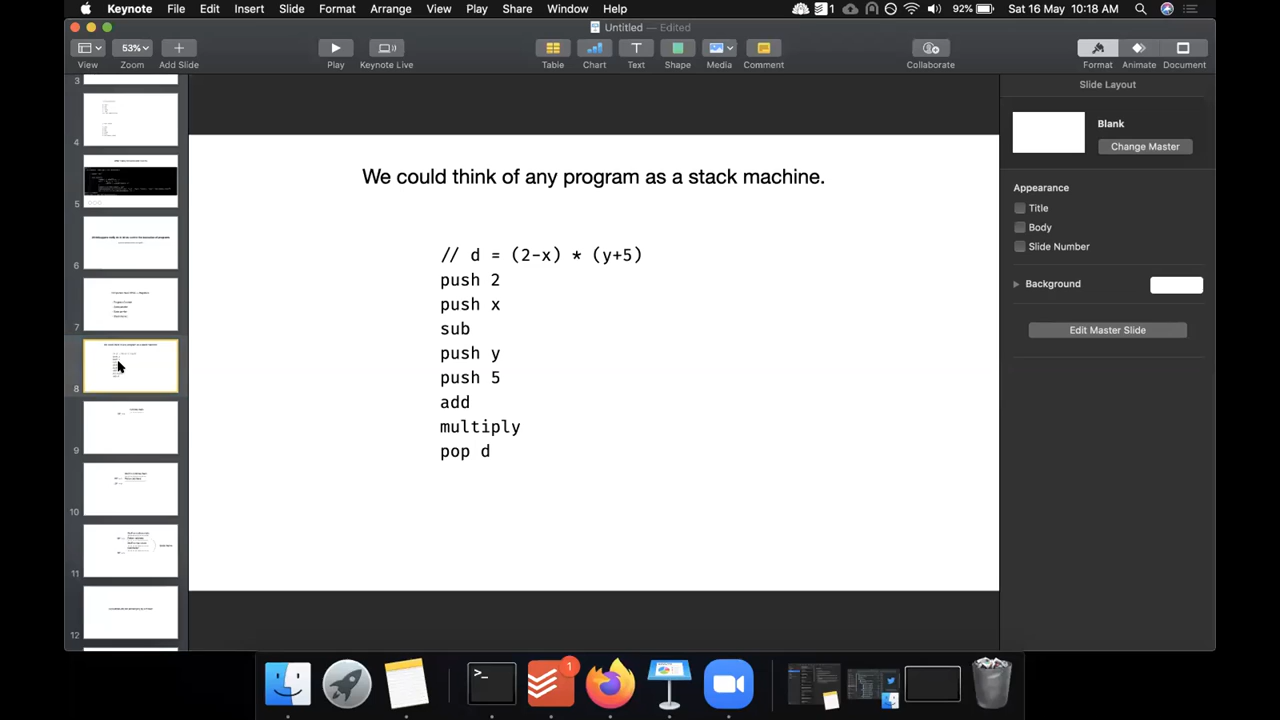 Keynote File Edit Insert Slide Format Arrange View Play Share Window Help 1 92% Sat 16 May 10:18 AM
Untitled — Edited
53%
View Zoom Add Slide Play Keynote Live Table Chart Text Shape Media Comment Collaborate Format Animate Document
3
4
5
6
7
8
9
10
11
12
We could think of any program as a stack machine.
// d = (2-x) * (y+5)
push 2
push x
sub
push y
push 5
add
multiply
pop d
Slide Layout
Blank
Change Master
Appearance
Title
Body
Slide Number
Background
Edit Master Slide
1